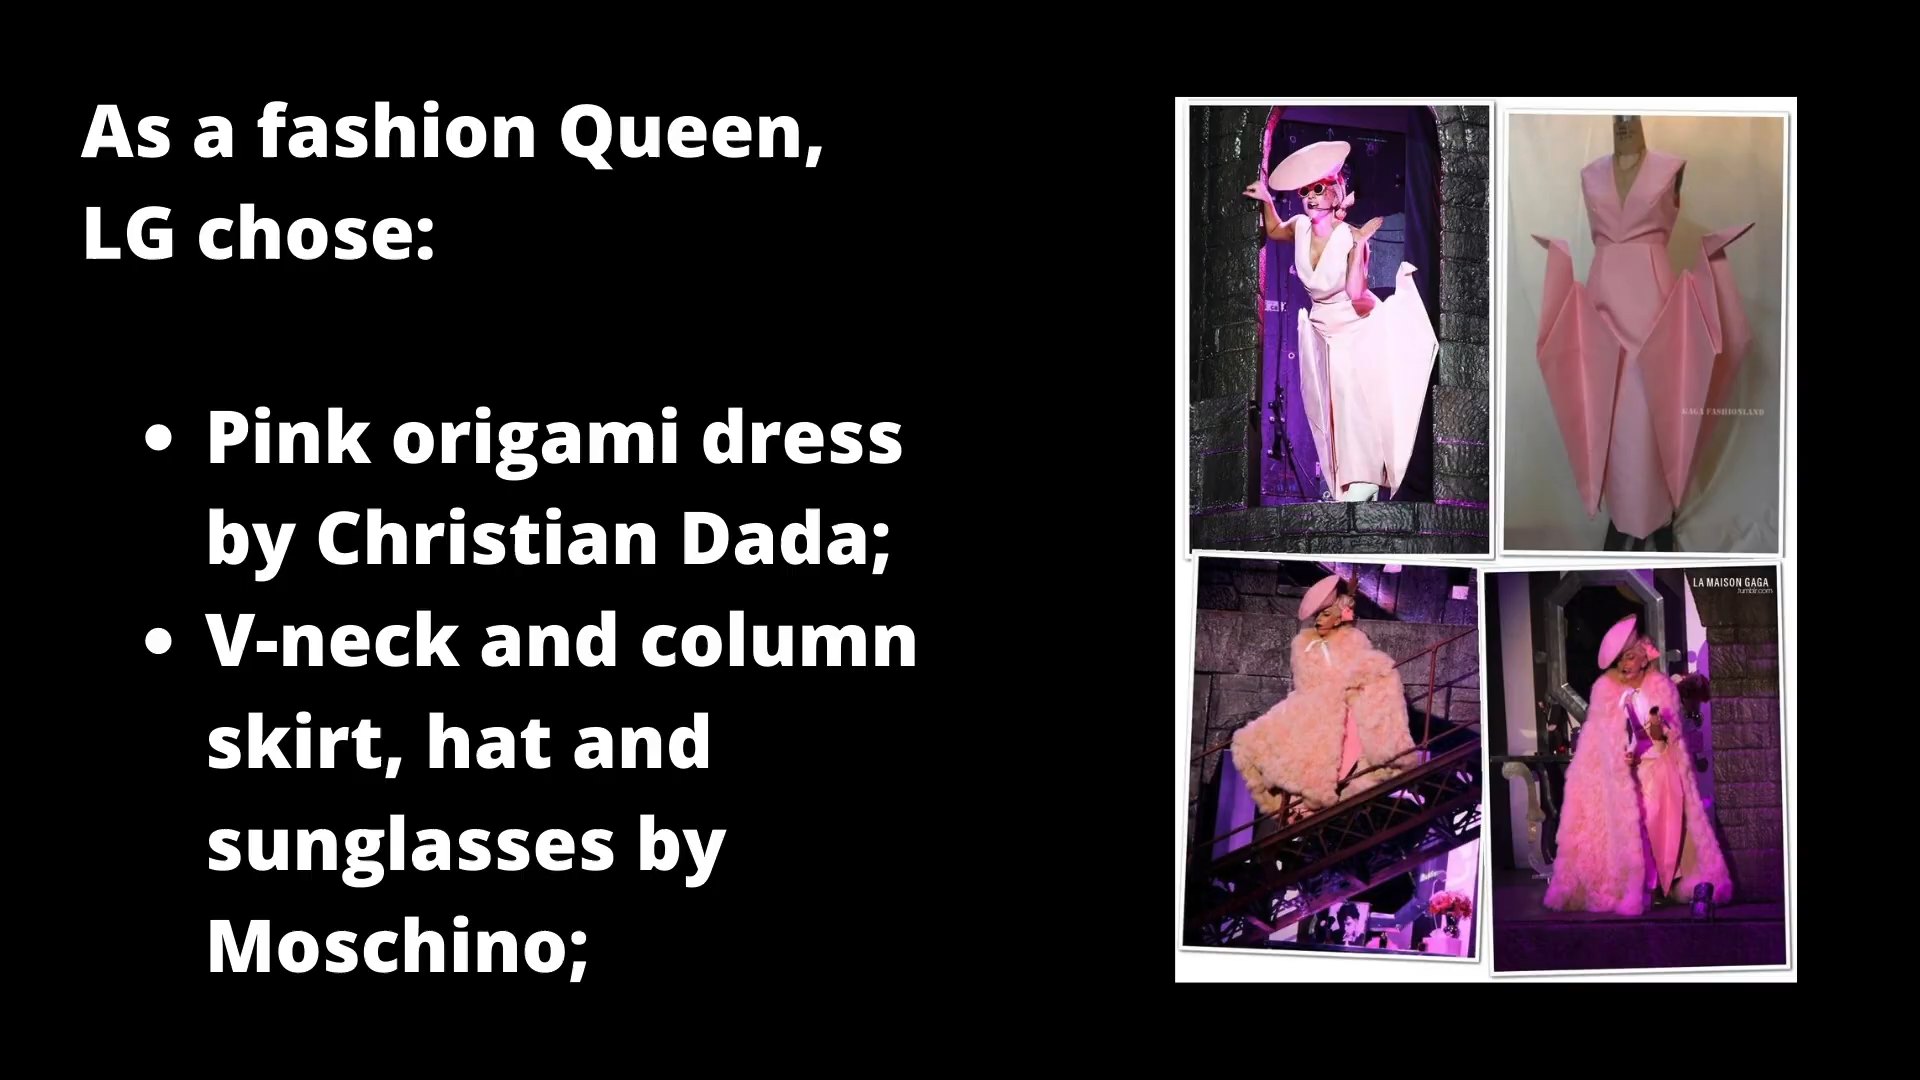 As a fashion Queen,
LG chose:
• Pink origami dress
by Christian Dada;
• V-neck and column
skirt, hat and
sunglasses by
Moschino;
GAGA FASHIONLAND
LA MAISON GAGA
tumblr.com